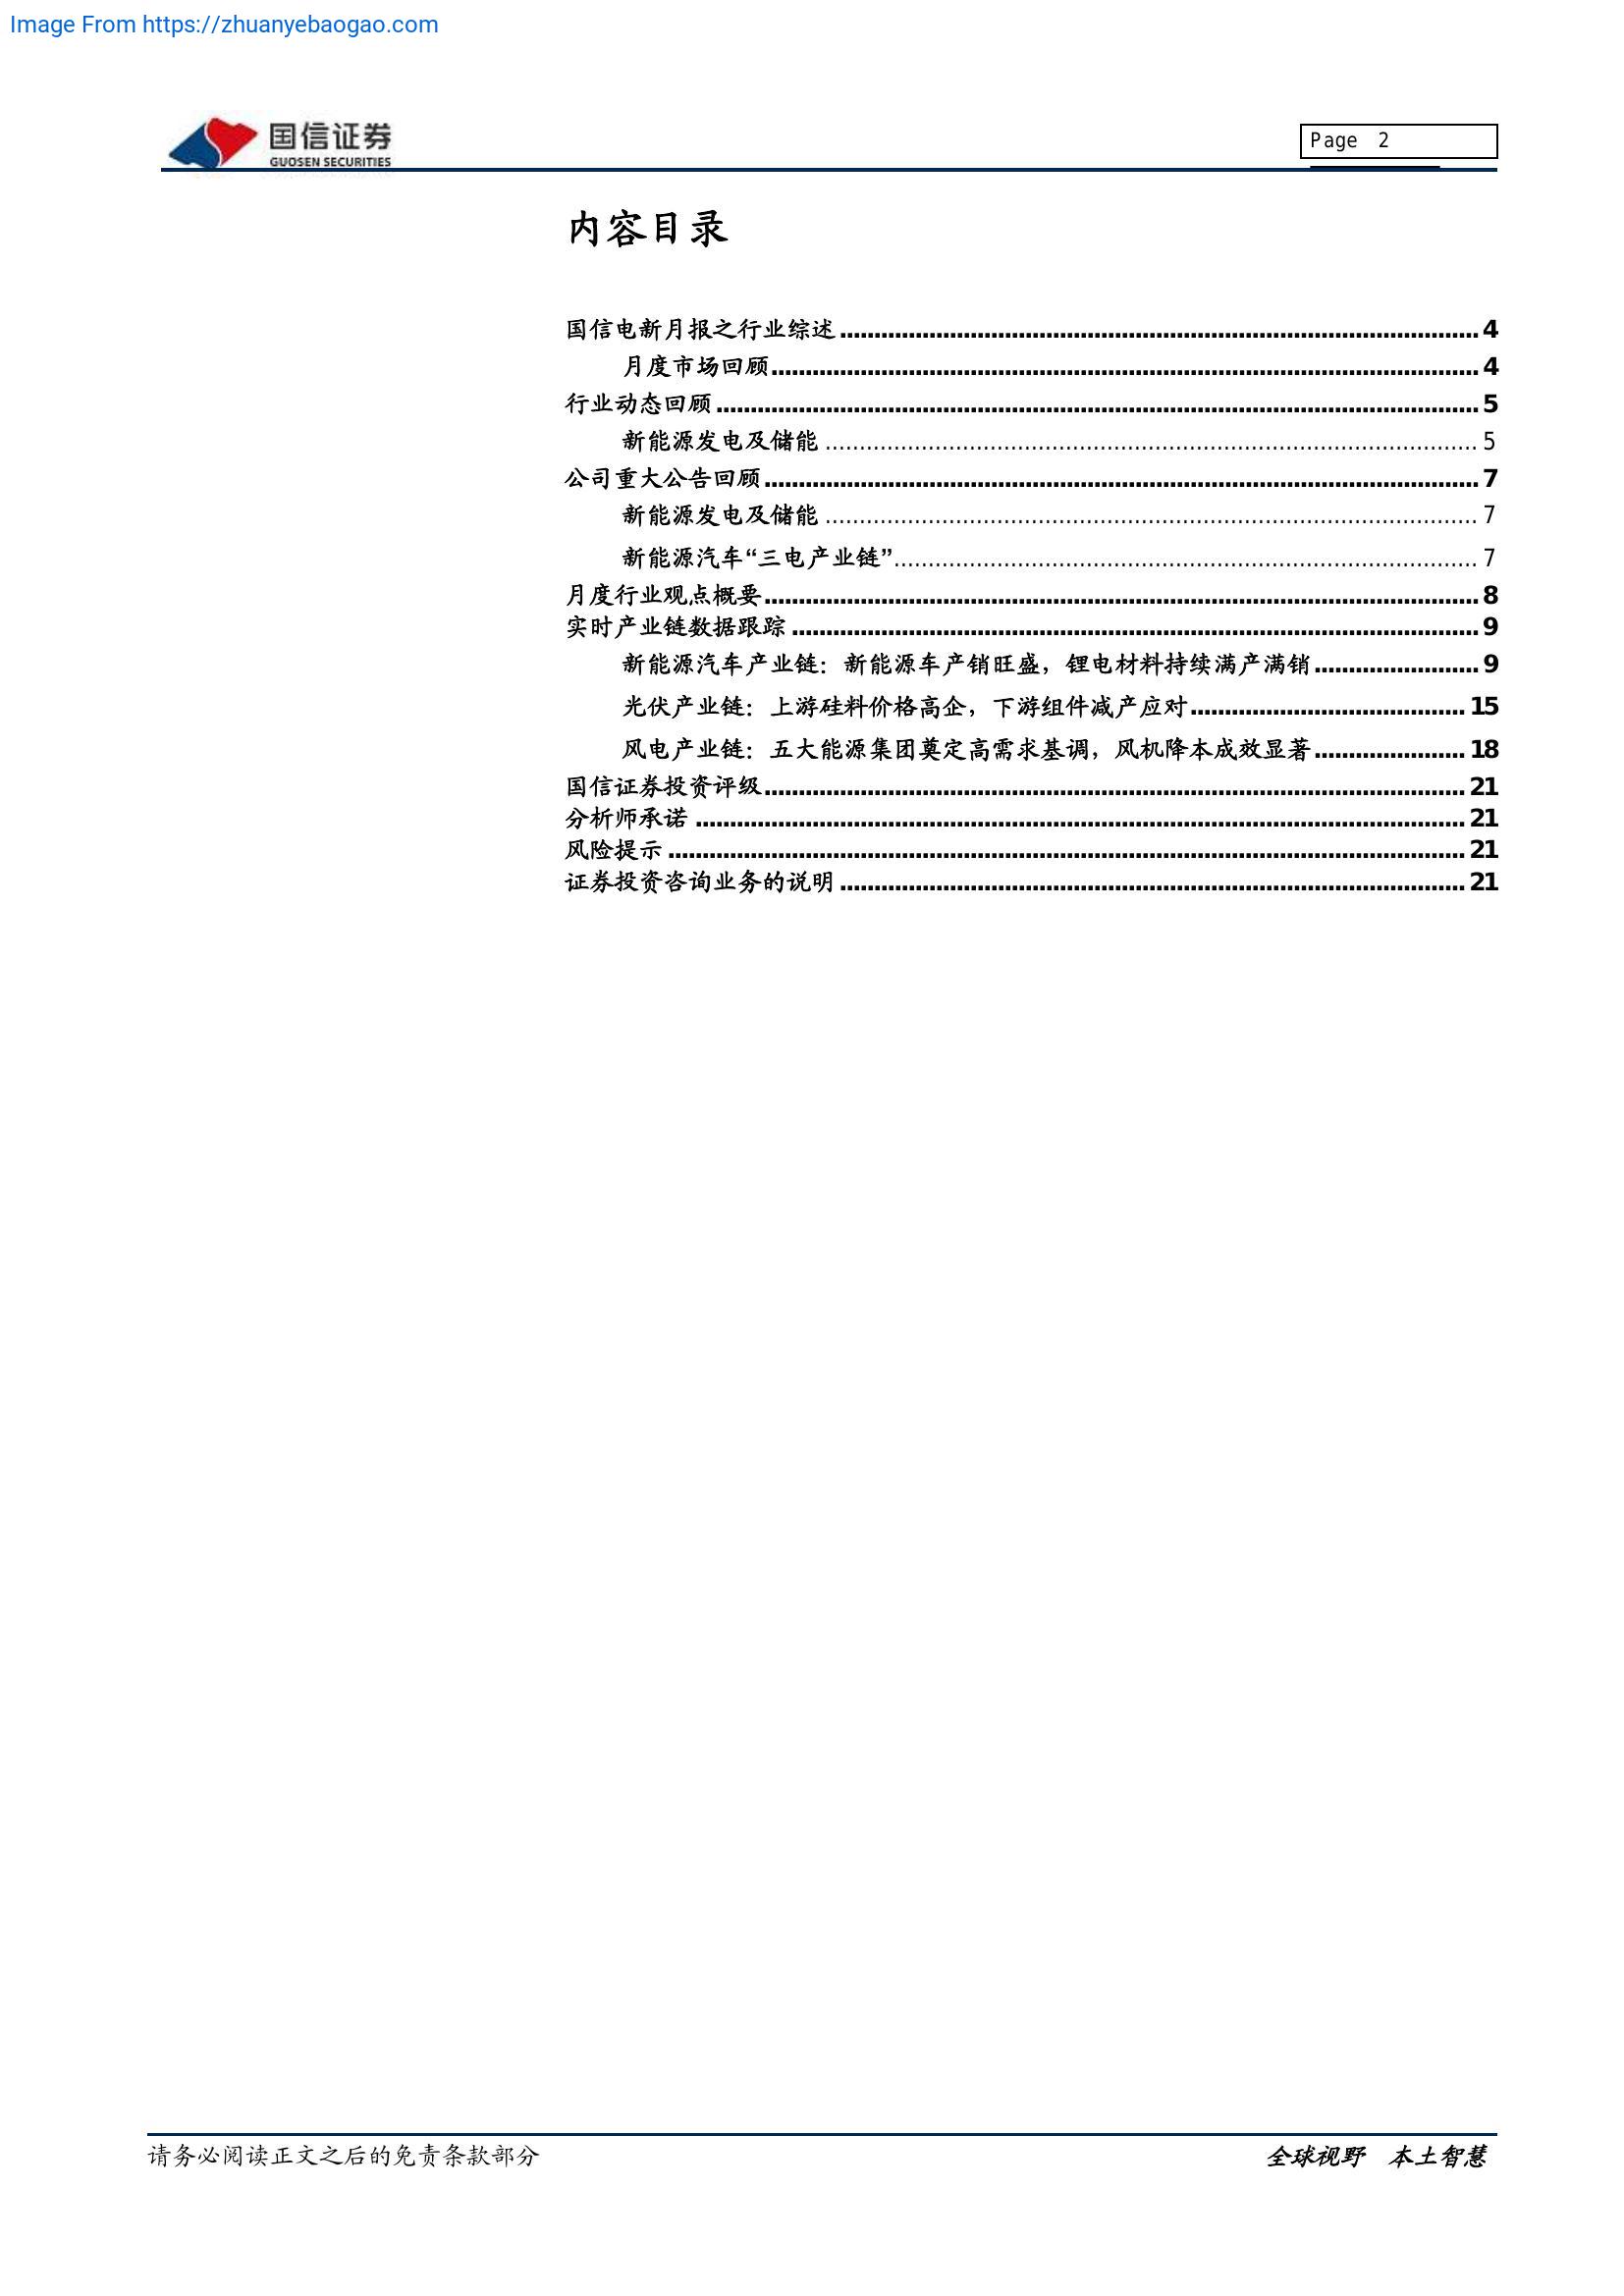 Image From https://zhuanyebaogao.com
国信证券
GUOSEN SECURITIES
Page 2
内容目录
国信电新月报之行业综述 4
月度市场回顾 4
行业动态回顾 5
新能源发电及储能 5
公司重大公告回顾 7
新能源发电及储能 7
新能源汽车“三电产业链” 7
月度行业观点概要 8
实时产业链数据跟踪 9
新能源汽车产业链：新能源车产销旺盛，锂电材料持续满产满销 9
光伏产业链：上游硅料价格高企，下游组件减产应对 15
风电产业链：五大能源集团奠定高需求基调，风机降本成效显著 18
国信证券投资评级 21
分析师承诺 21
风险提示 21
证券投资咨询业务的说明 21
请务必阅读正文之后的免责条款部分
全球视野 本土智慧